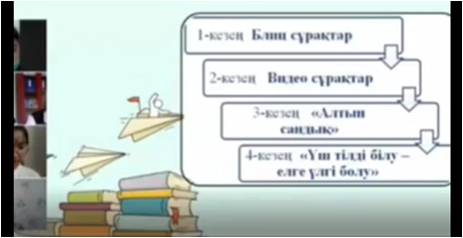 1-кезең Блиц сұрақтар
2-кезең Видео сұрақтар
3-кезең «Алтын
сандық»
4-кезең «Үш тілді білу –
елге үлгі болу»